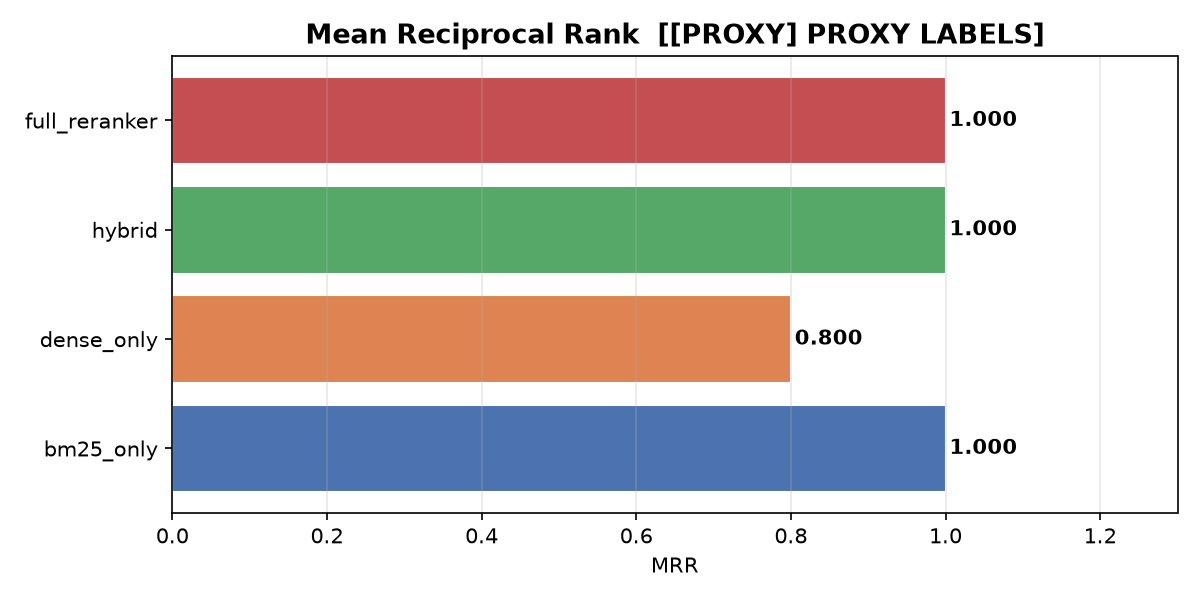 Mean Reciprocal Rank  [[PROXY] PROXY LABELS]
full_reranker
1.000
hybrid
1.000
dense_only
0.800
bm25_only
1.000
0.0 0.2 0.4 0.6 0.8 1.0 1.2
MRR